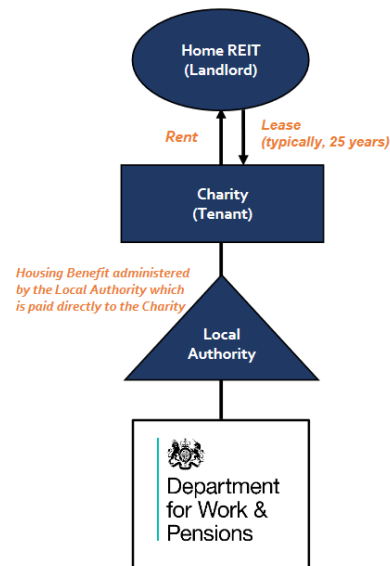 Home REIT
(Landlord)
Rent
Lease
(typically, 25 years)
Charity
(Tenant)
Housing Benefit administered
by the Local Authority which
is paid directly to the Charity
Local
Authority
Department
for Work &
Pensions